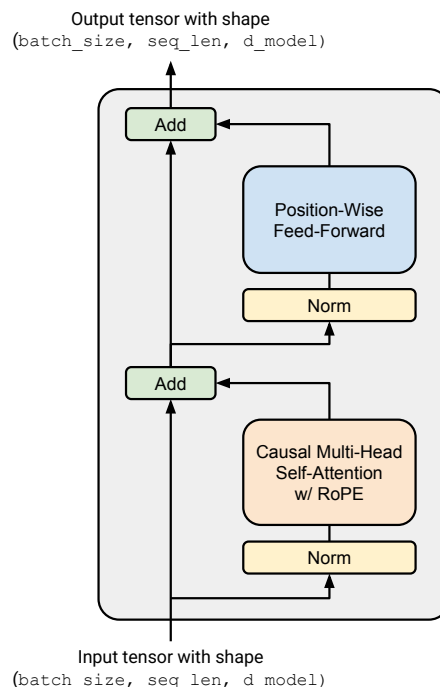 Output tensor with shape
(batch_size, seq_len, d_model)
Add
Position-Wise
Feed-Forward
Norm
Add
Causal Multi-Head
Self-Attention
w/ RoPE
Norm
Input tensor with shape
(batch_size, seq_len, d_model)